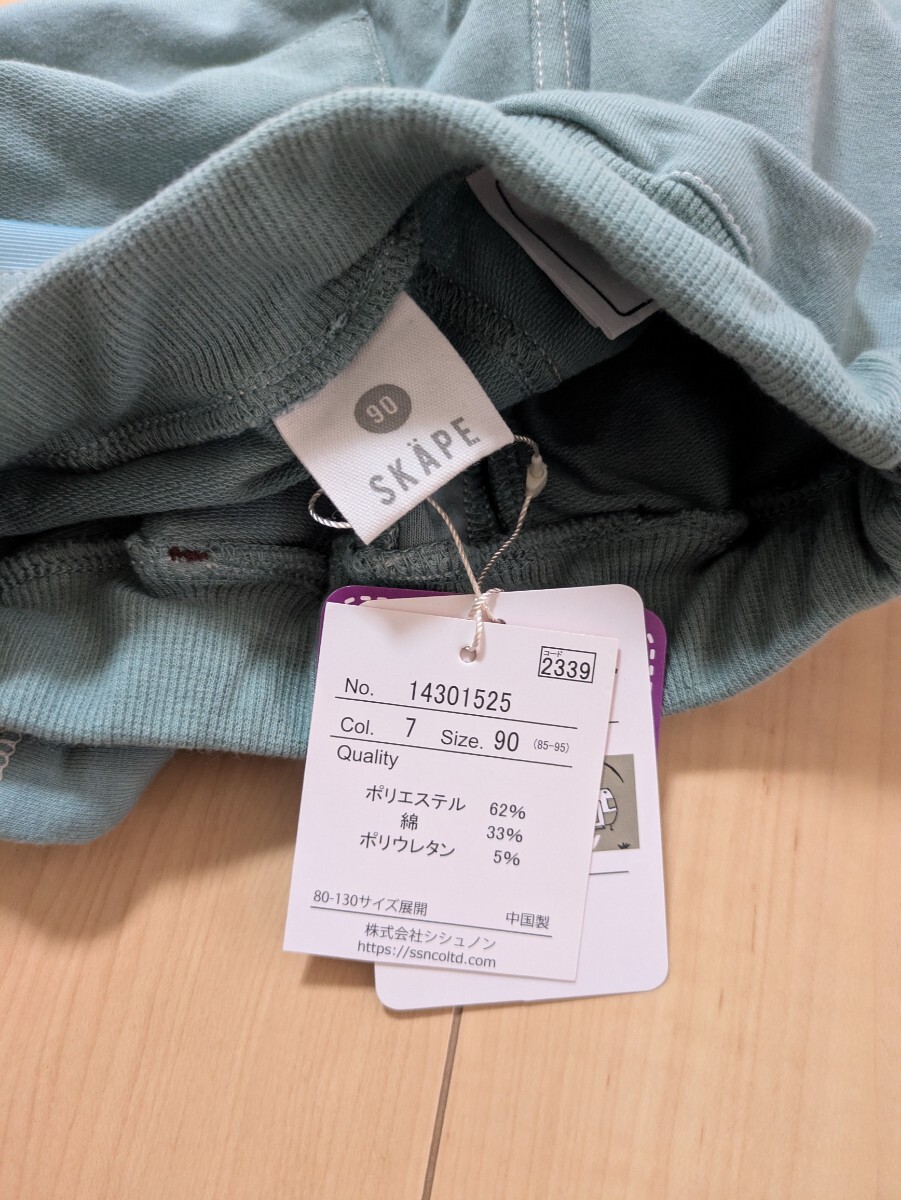 90
SKÄPE
コード
2339
No. 14301525
Col. 7 Size. 90 (85-95)
Quality
ポリエステル 62%
綿 33%
ポリウレタン 5%
80-130サイズ展開 中国製
株式会社シシュノン
https://ssncoltd.com